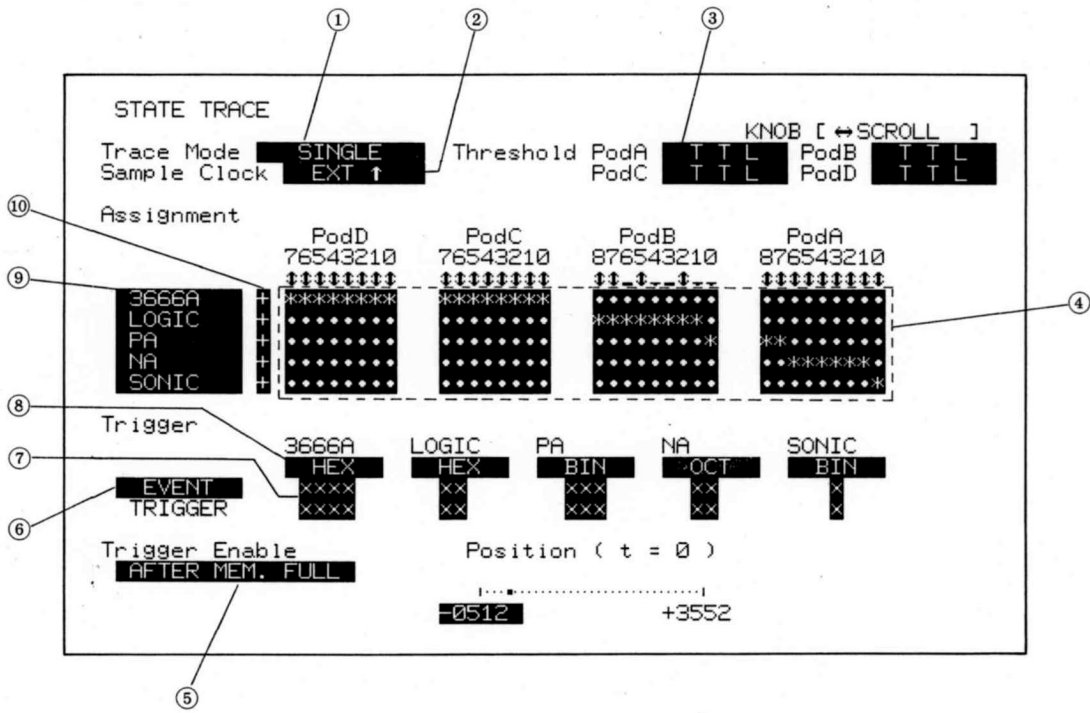 ① ② ③
STATE TRACE
KNOB [ ↔SCROLL ]
Trace Mode SINGLE Threshold PodA T T L PodB T T L
Sample Clock EXT ↑ PodC T T L PodD T T L
⑩
Assignment
PodD PodC PodB PodA
76543210 76543210 876543210 876543210
↕↕↕↕↕↕↕↕ ↕↕↕↕↕↕↕↕ ↕↕_↕__↕__ ↕↕↕↕↕↕↕↕↕
⑨
3666A + ******** ******** ......... .........
④
LOGIC + ........ ........ ********. .........
PA + ........ ........ ........* **.......
NA + ........ ........ ......... ..******.
SONIC + ........ ........ ......... ........*
⑧
Trigger
3666A LOGIC PA NA SONIC
⑦
HEX HEX BIN OCT BIN
EVENT XXXX XX XXX XX X
⑥
TRIGGER XXXX XX XXX XX X
Trigger Enable Position ( t = 0 )
AFTER MEM. FULL
-0512 +3552
⑤